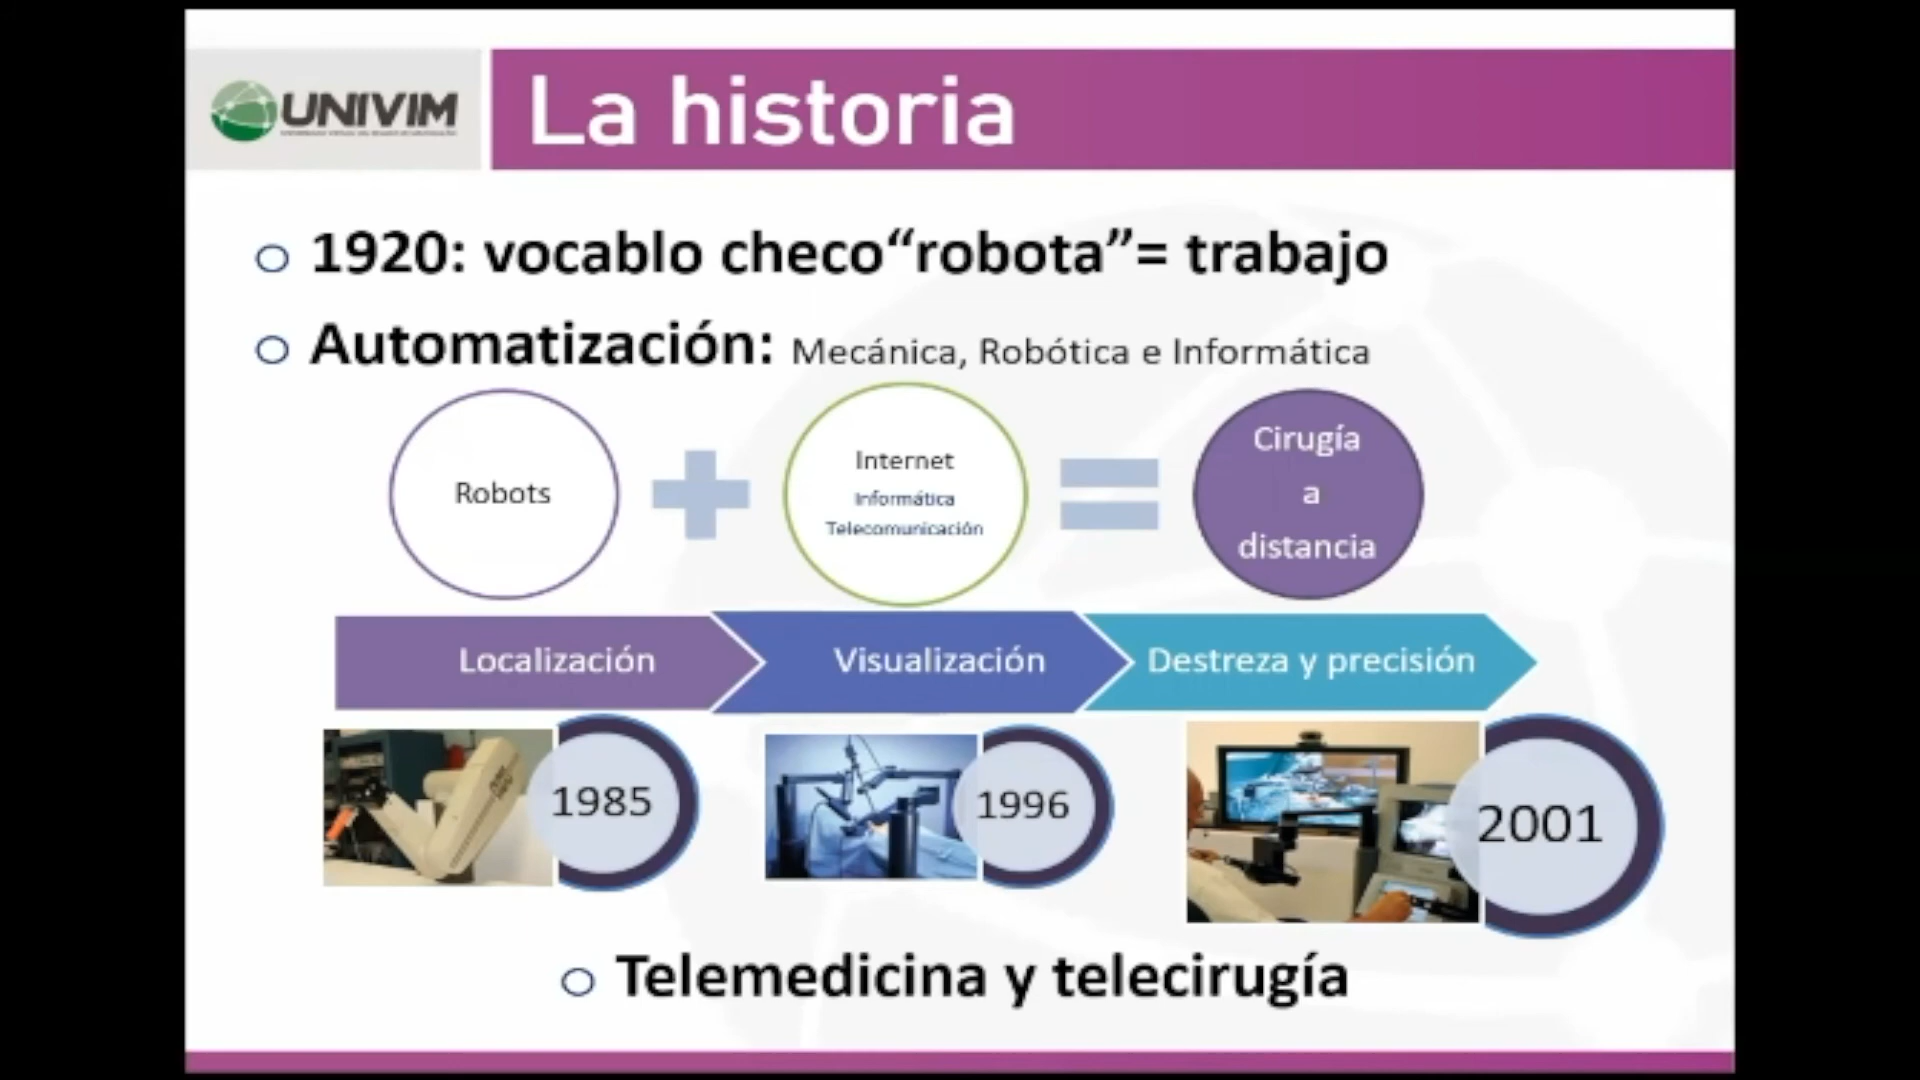 UNIVIM
La historia
1920: vocablo checo“robota”= trabajo
Automatización: Mecánica, Robótica e Informática
Robots
Internet
Informática
Telecomunicación
Cirugía
a
distancia
Localización
Visualización
Destreza y precisión
1985
1996
2001
Telemedicina y telecirugía